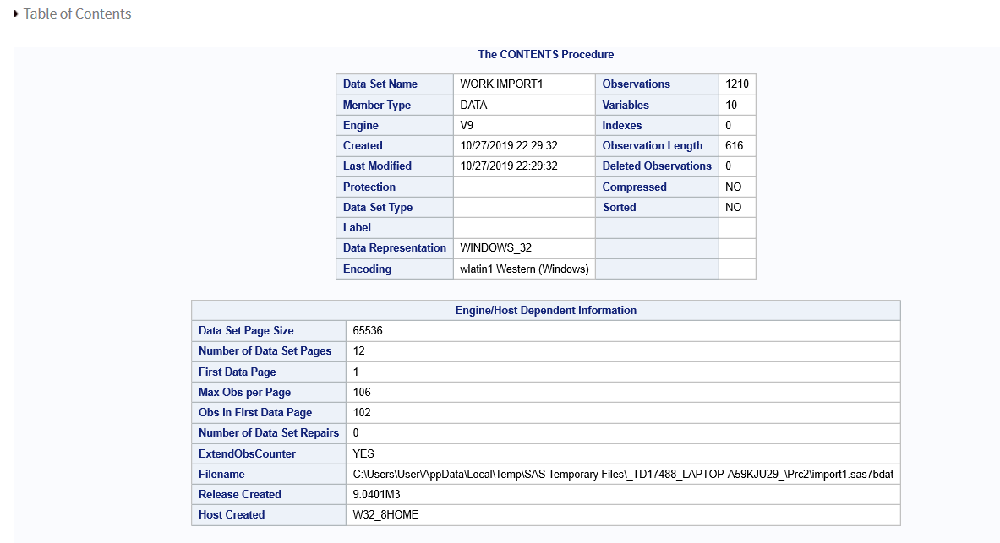 Table of Contents
The CONTENTS Procedure
Data Set Name WORK.IMPORT1 Observations 1210
Member Type DATA Variables 10
Engine V9 Indexes 0
Created 10/27/2019 22:29:32 Observation Length 616
Last Modified 10/27/2019 22:29:32 Deleted Observations 0
Protection Compressed NO
Data Set Type Sorted NO
Label
Data Representation WINDOWS_32
Encoding wlatin1 Western (Windows)
Engine/Host Dependent Information
Data Set Page Size 65536
Number of Data Set Pages 12
First Data Page 1
Max Obs per Page 106
Obs in First Data Page 102
Number of Data Set Repairs 0
ExtendObsCounter YES
Filename C:\Users\User\AppData\Local\Temp\SAS Temporary Files\_TD17488_LAPTOP-A59KJU29_\Prc2\import1.sas7bdat
Release Created 9.0401M3
Host Created W32_8HOME